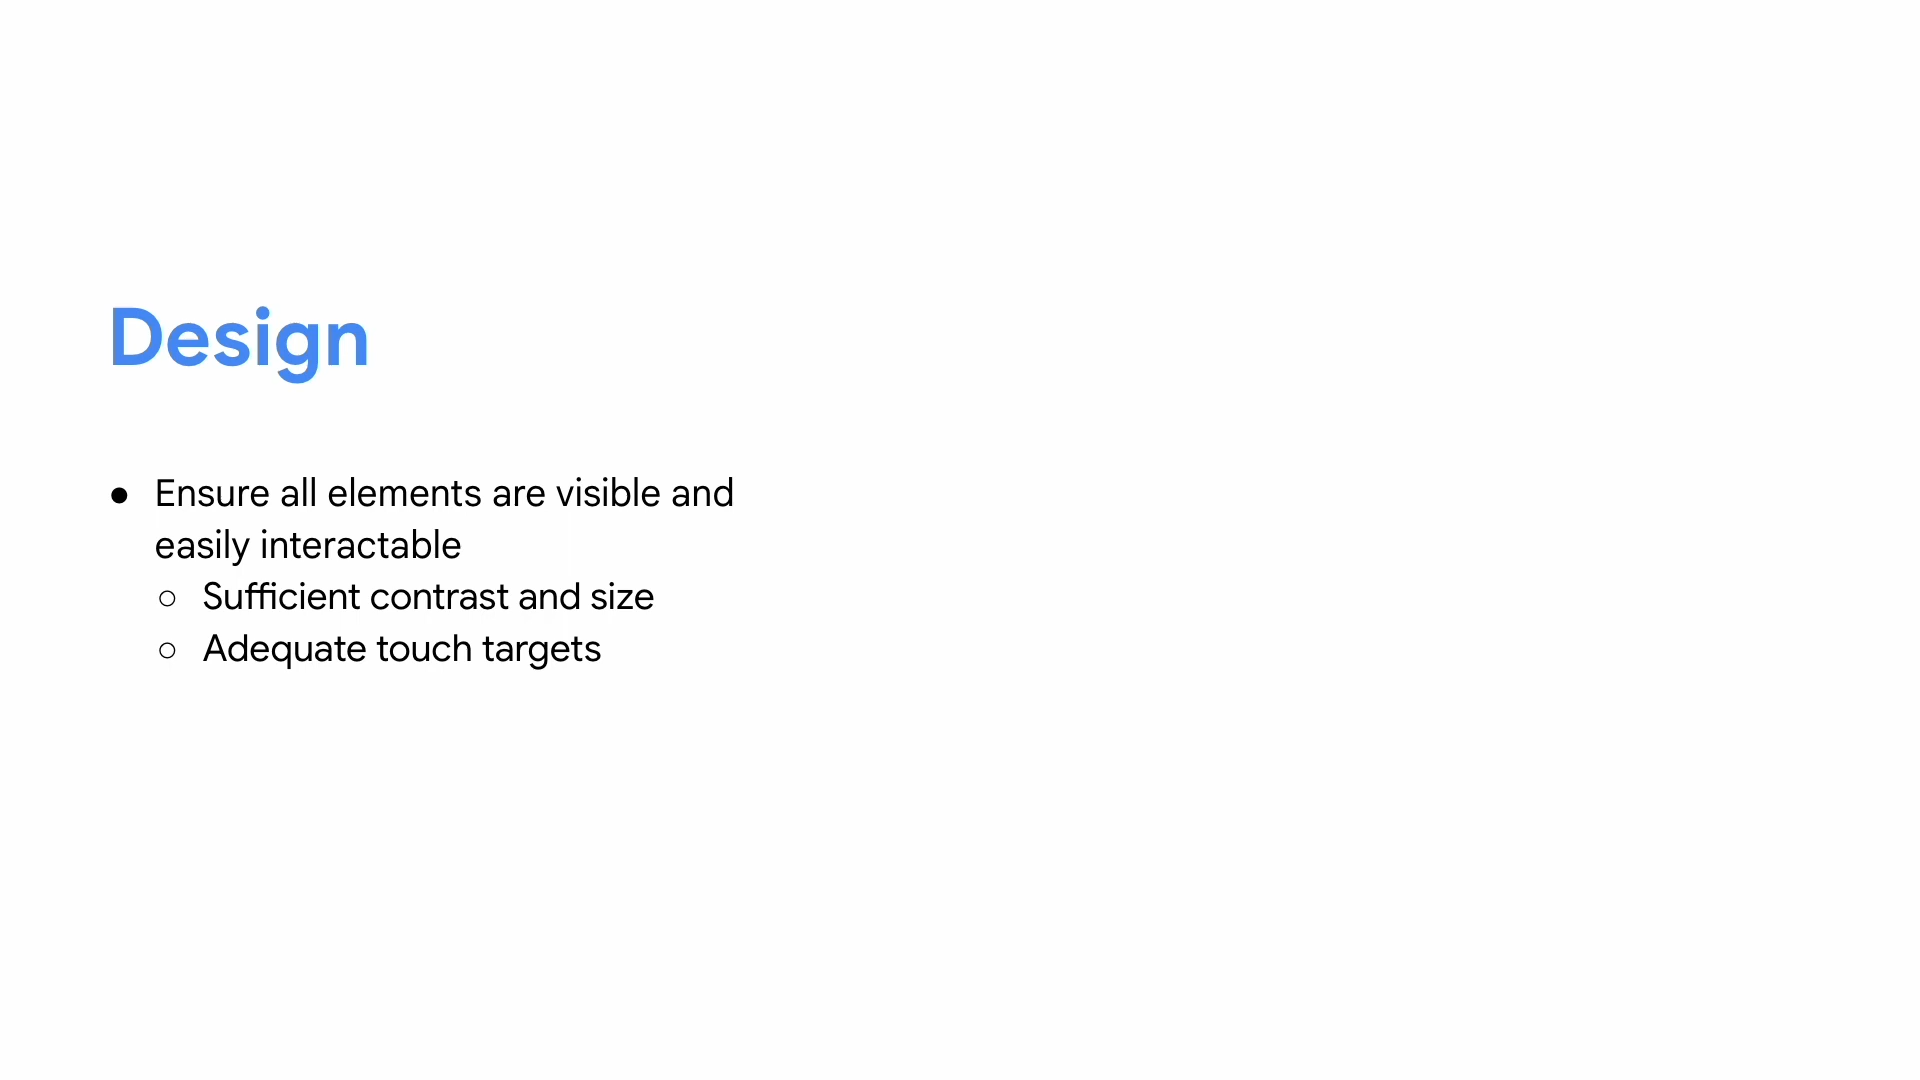 Design
● Ensure all elements are visible and
easily interactable
○ Sufficient contrast and size
○ Adequate touch targets